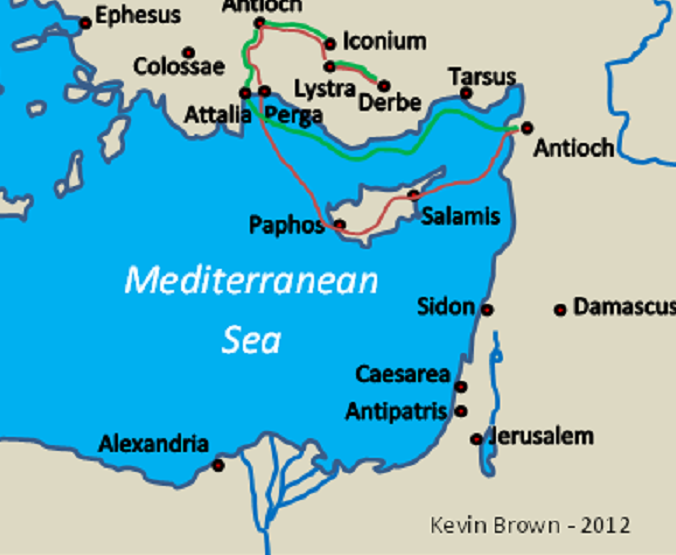 Antioch
Ephesus
Iconium
Colossae
Lystra
Derbe
Tarsus
Attalia
Perga
Antioch
Paphos
Salamis
Mediterranean
Sea
Sidon
Damascus
Caesarea
Antipatris
Jerusalem
Alexandria
Kevin Brown - 2012